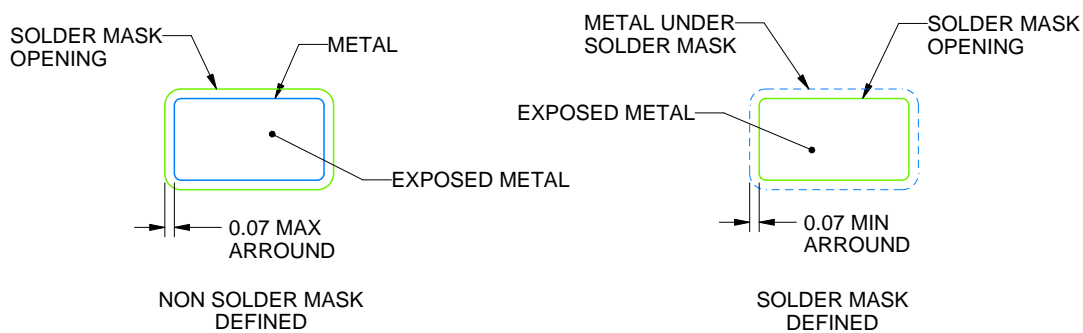 SOLDER MASK
OPENING
METAL
EXPOSED METAL
0.07 MAX
ARROUND
NON SOLDER MASK
DEFINED
METAL UNDER
SOLDER MASK
SOLDER MASK
OPENING
EXPOSED METAL
0.07 MIN
ARROUND
SOLDER MASK
DEFINED